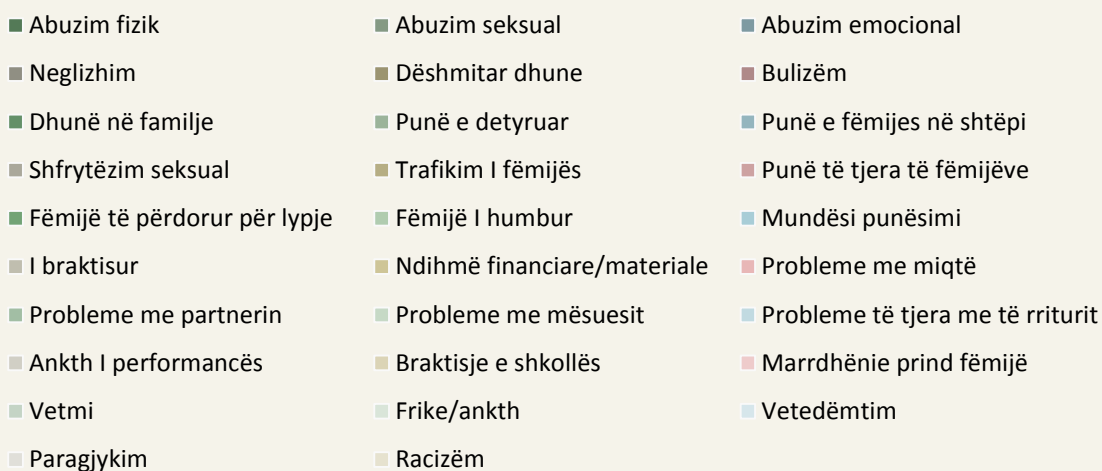 Abuzim fizik Abuzim seksual Abuzim emocional
Neglizhim Dëshmitar dhune Bulizëm
Dhunë në familje Punë e detyruar Punë e fëmijes në shtëpi
Shfrytëzim seksual Trafikim I fëmijës Punë të tjera të fëmijëve
Fëmijë të përdorur për lypje Fëmijë I humbur Mundësi punësimi
I braktisur Ndihmë financiare/materiale Probleme me miqtë
Probleme me partnerin Probleme me mësuesit Probleme të tjera me të rriturit
Ankth I performancës Braktisje e shkollës Marrdhënie prind fëmijë
Vetmi Frike/ankth Vetedëmtim
Paragjykim Racizëm